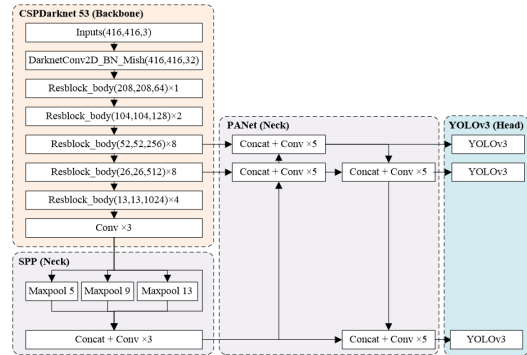 CSPDarknet 53 (Backbone)
Inputs(416,416,3)
DarknetConv2D_BN_Mish(416,416,32)
Resblock_body(208,208,64)×1
Resblock_body(104,104,128)×2
Resblock_body(52,52,256)×8
Resblock_body(26,26,512)×8
Resblock_body(13,13,1024)×4
Conv ×3
SPP (Neck)
Maxpool 5
Maxpool 9
Maxpool 13
Concat + Conv ×3
PANet (Neck)
Concat + Conv ×5
Concat + Conv ×5
Concat + Conv ×5
Concat + Conv ×5
YOLOv3 (Head)
YOLOv3
YOLOv3
YOLOv3